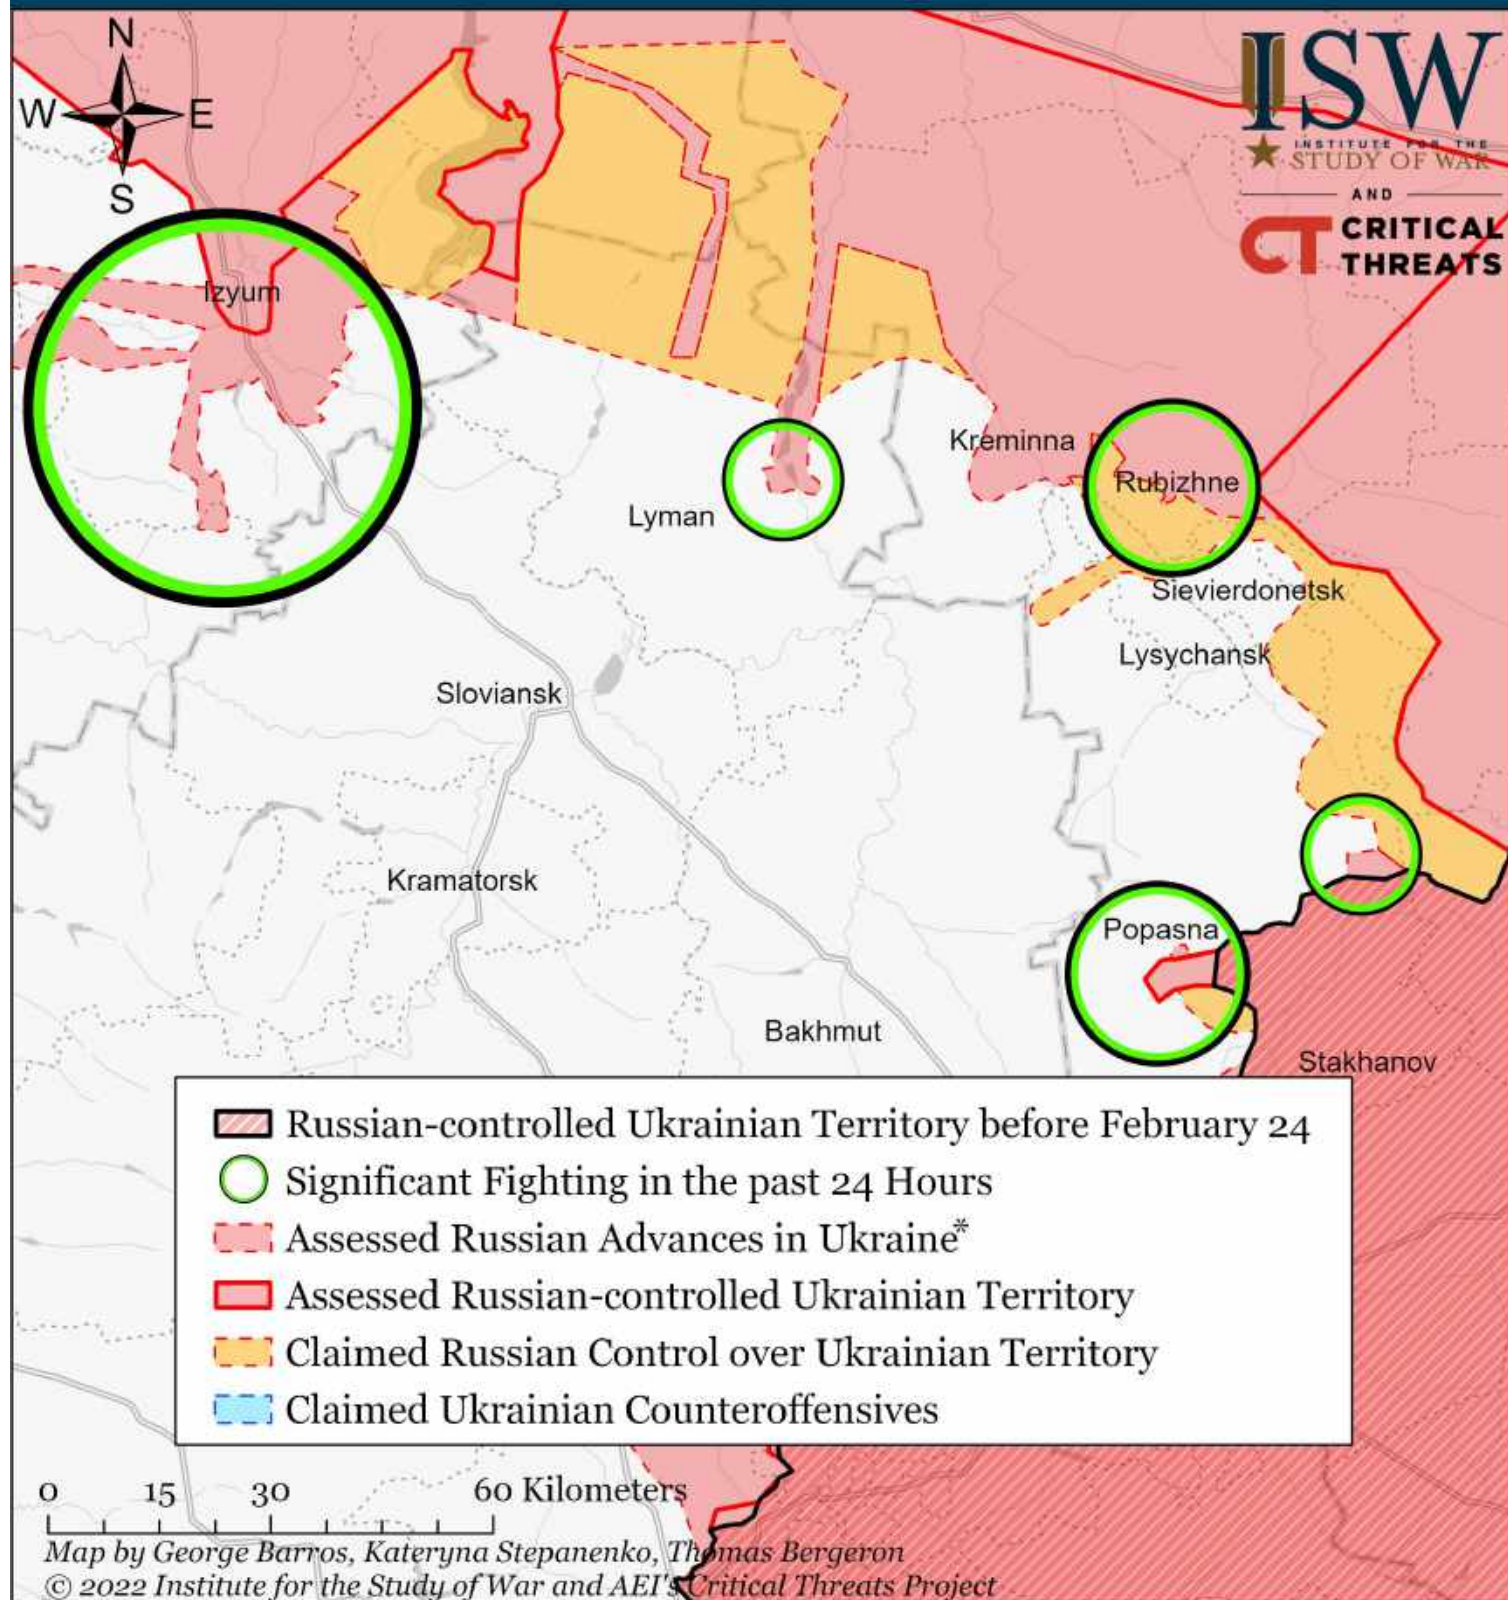 N
W E
S
ISW
INSTITUTE FOR THE
STUDY OF WAR
AND
CT CRITICAL
THREATS
Izyum
Kreminna
Rubizhne
Lyman
Sievierdonetsk
Lysychansk
Sloviansk
Kramatorsk
Popasna
Bakhmut
Stakhanov
Russian-controlled Ukrainian Territory before February 24
Significant Fighting in the past 24 Hours
Assessed Russian Advances in Ukraine*
Assessed Russian-controlled Ukrainian Territory
Claimed Russian Control over Ukrainian Territory
Claimed Ukrainian Counteroffensives
0 15 30 60 Kilometers
Map by George Barros, Kateryna Stepanenko, Thomas Bergeron
© 2022 Institute for the Study of War and AEI's Critical Threats Project